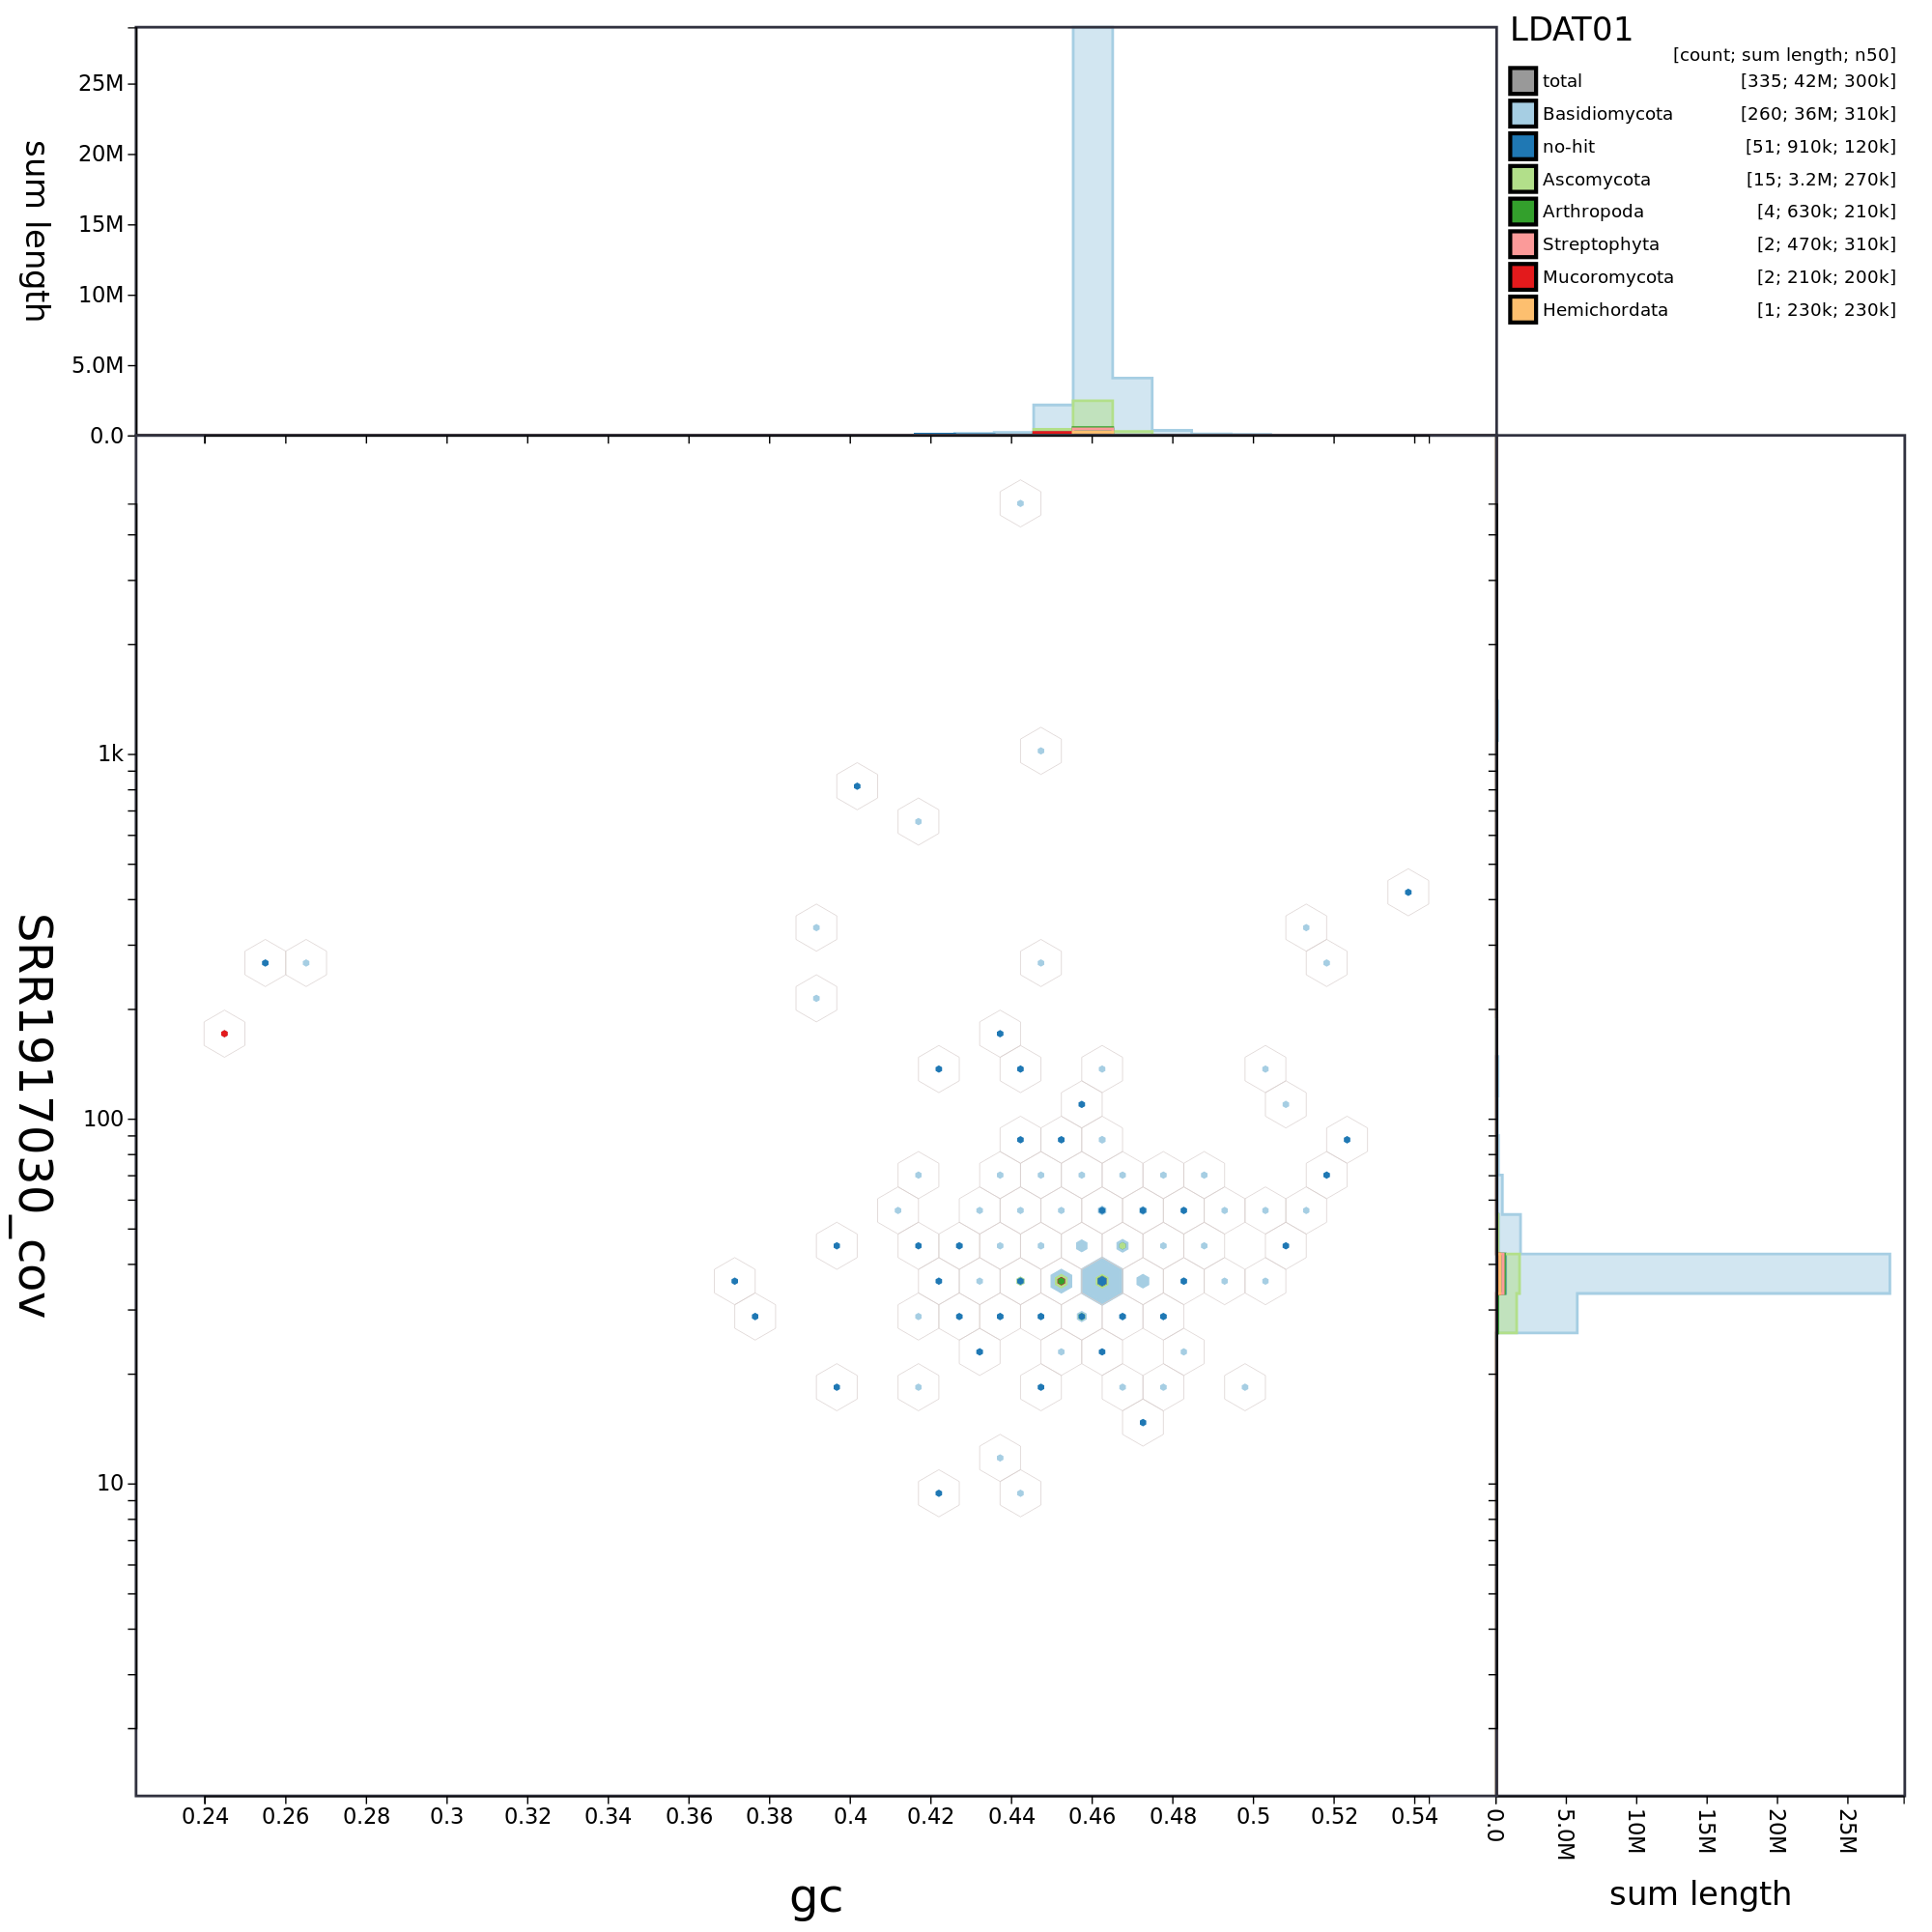 LDAT01
[count; sum length; n50]
total [335; 42M; 300k]
Basidiomycota [260; 36M; 310k]
no-hit [51; 910k; 120k]
Ascomycota [15; 3.2M; 270k]
Arthropoda [4; 630k; 210k]
Streptophyta [2; 470k; 310k]
Mucoromycota [2; 210k; 200k]
Hemichordata [1; 230k; 230k]
sum length
25M
20M
15M
10M
5.0M
0.0
SRR1917030_cov
1k
100
10
0.24 0.26 0.28 0.3 0.32 0.34 0.36 0.38 0.4 0.42 0.44 0.46 0.48 0.5 0.52 0.54
gc
0.0 5.0M 10M 15M 20M 25M
sum length